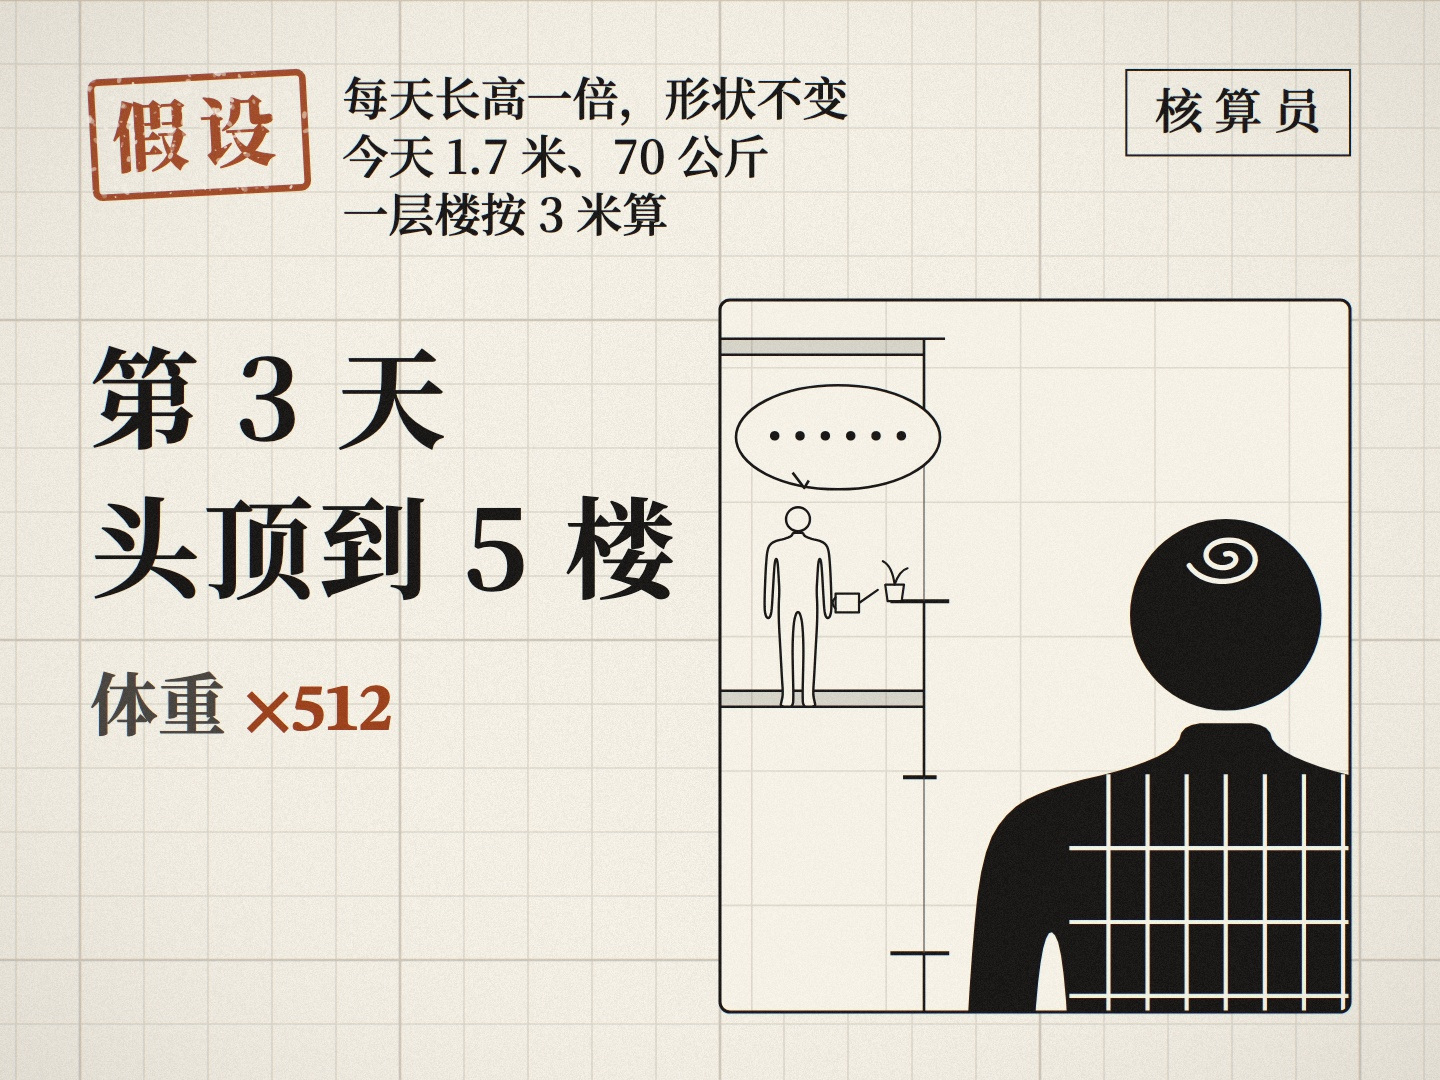 假设
每天长高一倍，形状不变
今天 1.7 米、70 公斤
一层楼按 3 米算
核算员
第 3 天
头顶到 5 楼
体重 ×512